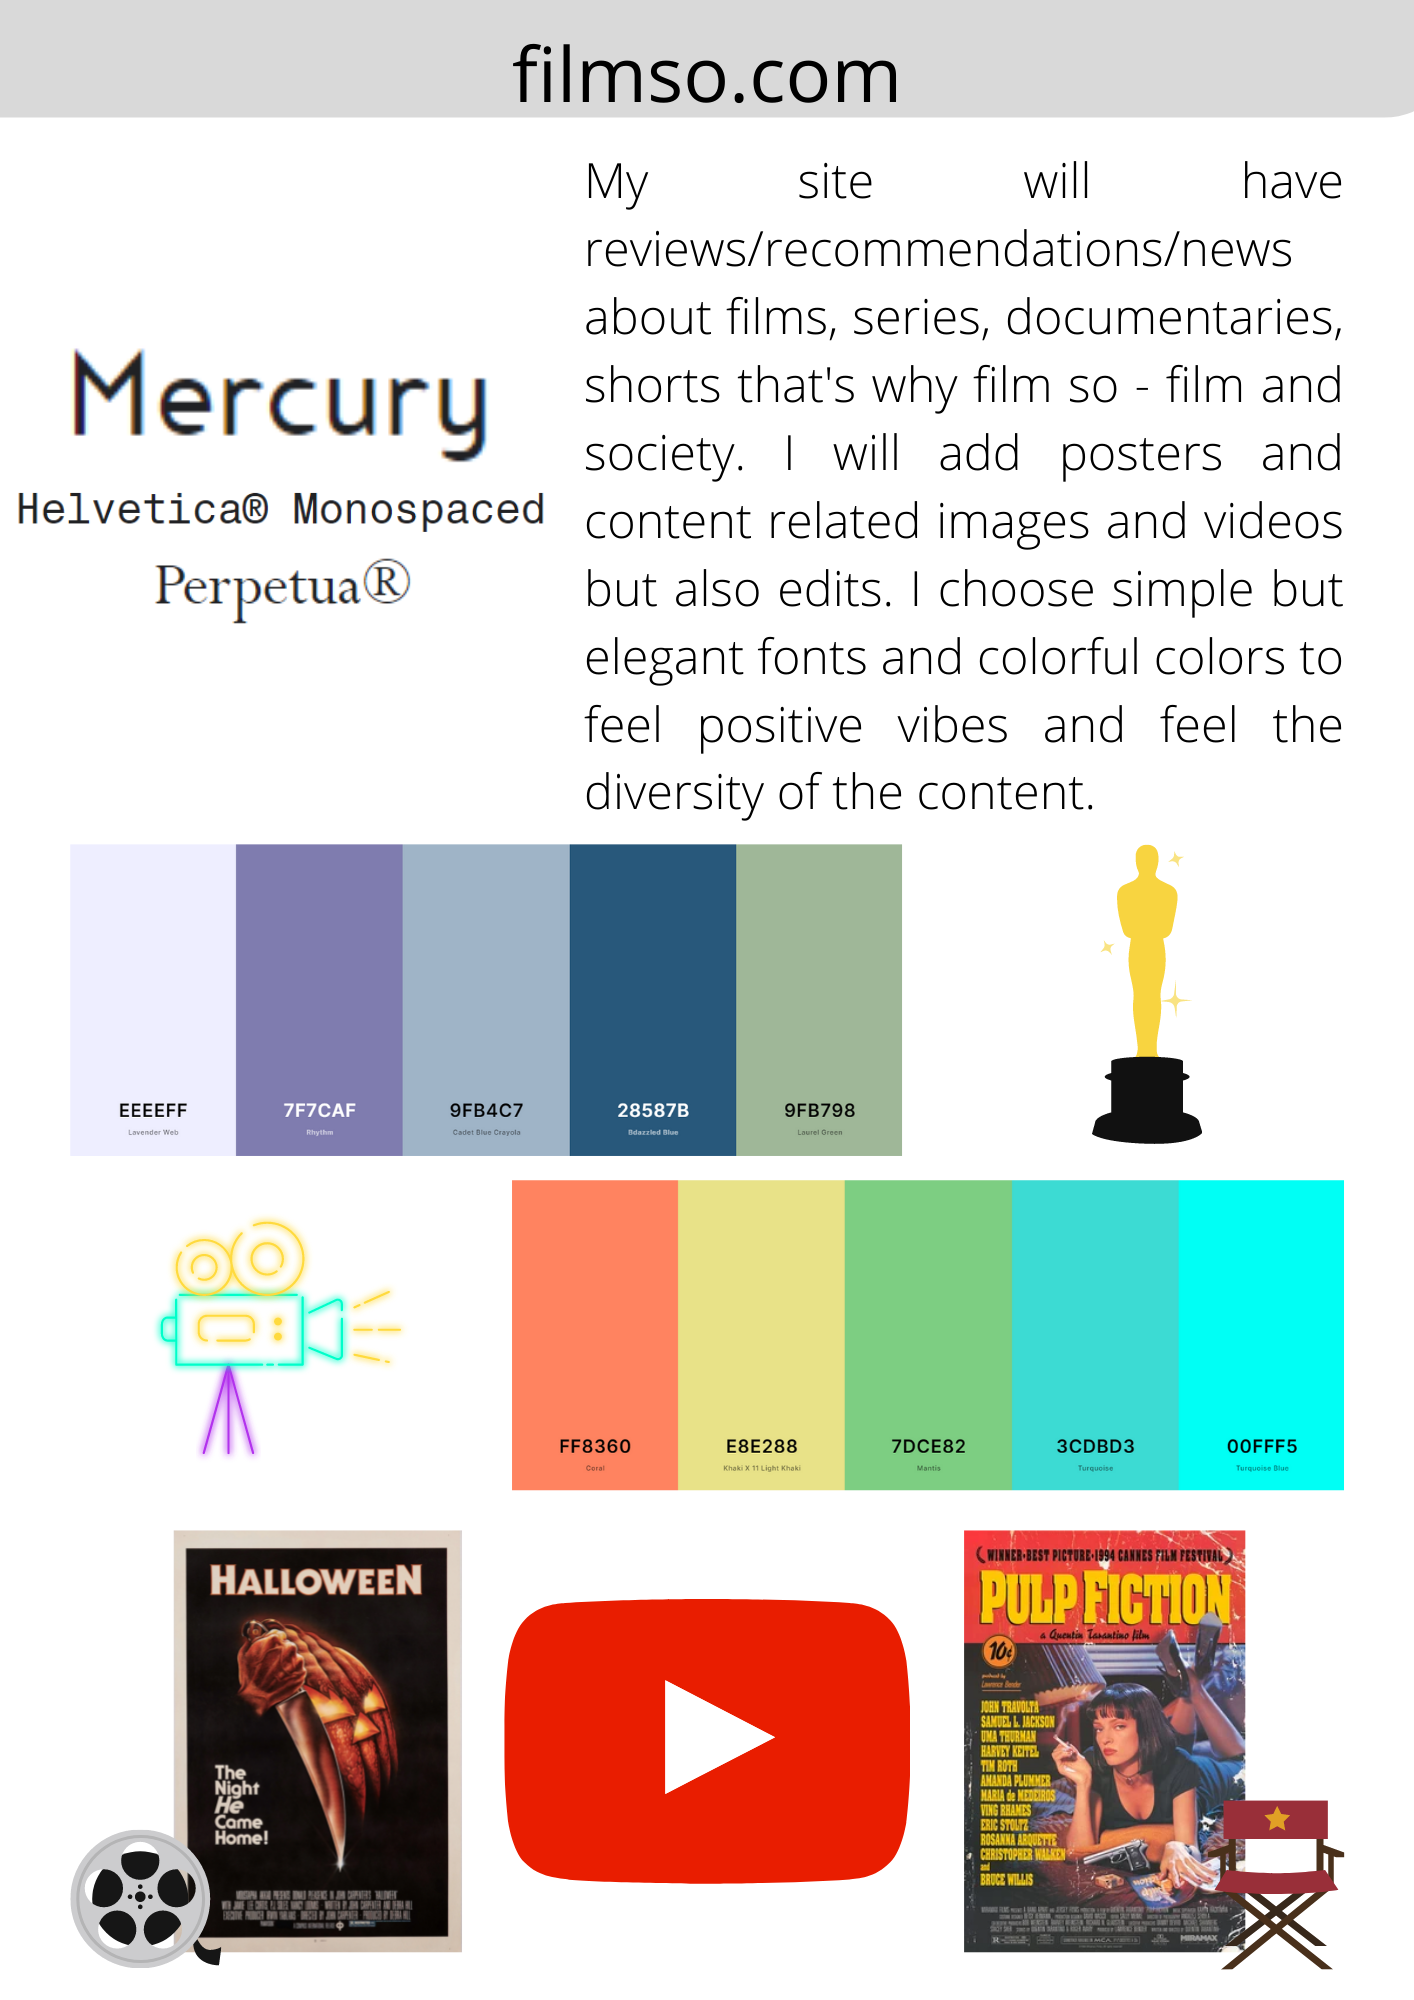 filmso.com
My site will have
reviews/recommendations/news
about films, series, documentaries,
shorts that's why film so - film and
society. I will add posters and
content related images and videos
but also edits. I choose simple but
elegant fonts and colorful colors to
feel positive vibes and feel the
diversity of the content.
Mercury
Helvetica® Monospaced
Perpetua®
EEEEFF
Lavender Web
7F7CAF
Rhythm
9FB4C7
Cadet Blue Crayola
28587B
Bdazzled Blue
9FB798
Laurel Green
FF8360
Coral
E8E288
Khaki X 11 Light Khaki
7DCE82
Mantis
3CDBD3
Turquoise
00FFF5
Turquoise Blue
HALLOWEEN
The
Night
He
Came
Home!
WINNER-BEST PICTURE-1994 CANNES FILM FESTIVAL
PULP FICTION
a Quentin Tarantino film
10¢
produced by
Lawrence Bender
JOHN TRAVOLTA
SAMUEL L. JACKSON
UMA THURMAN
HARVEY KEITEL
TIM ROTH
AMANDA PLUMMER
MARIA de MEDEIROS
VING RHAMES
ERIC STOLTZ
ROSANNA ARQUETTE
CHRISTOPHER WALKEN
and
BRUCE WILLIS
MIRAMAX